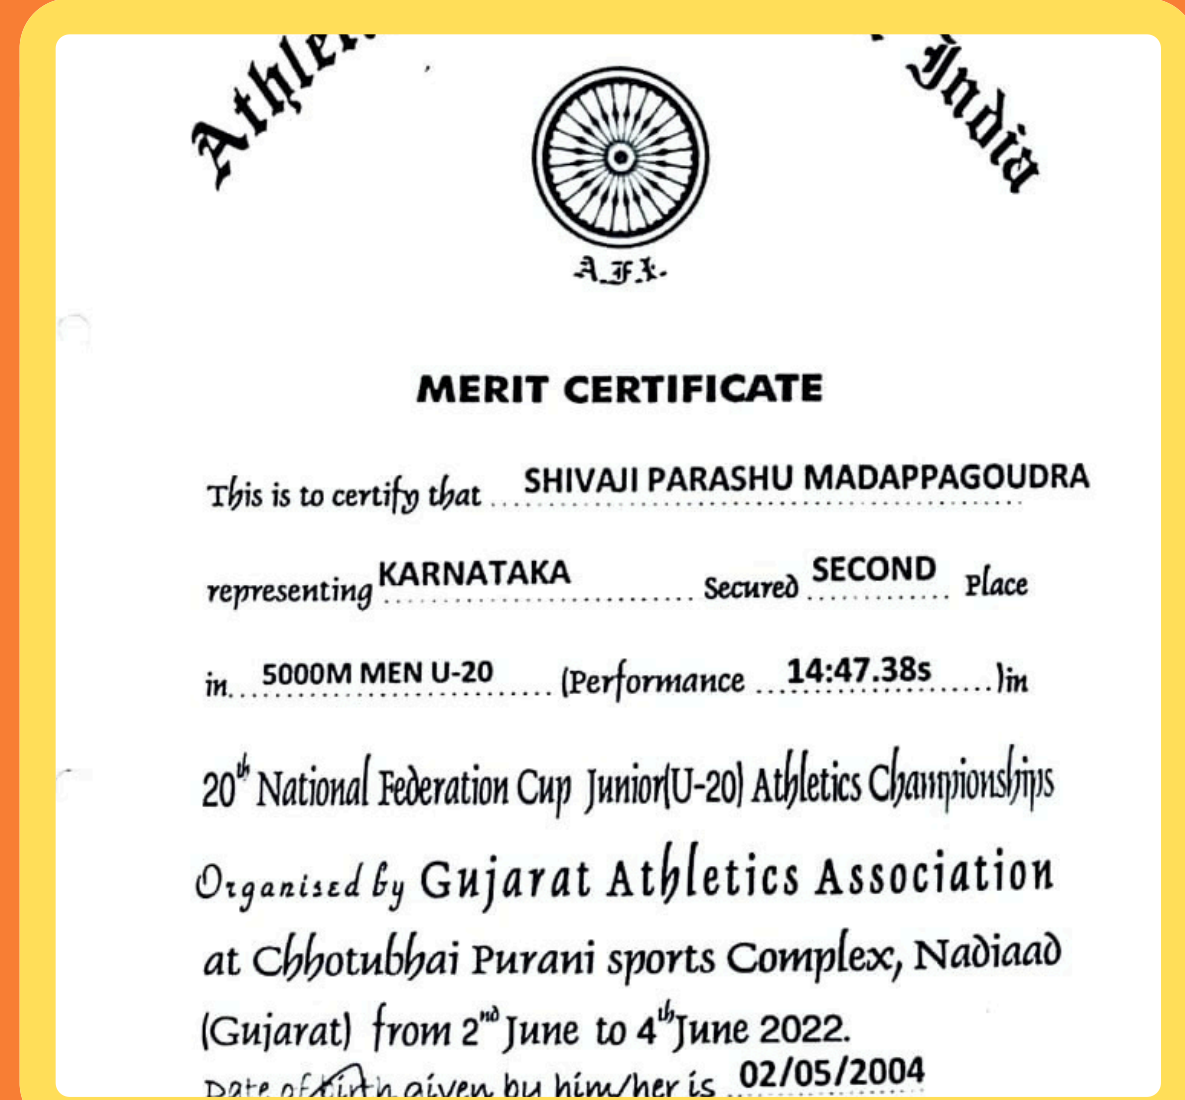 India
A.F.I.
MERIT CERTIFICATE
This is to certify that SHIVAJI PARASHU MADAPPAGOUDRA
representing KARNATAKA Secured SECOND Place
in 5000M MEN U-20 (Performance 14:47.38s )in
20th National Federation Cup Junior(U-20) Athletics Championships
Organised by Gujarat Athletics Association
at Chhotubhai Purani sports Complex, Nadiaad
(Gujarat) from 2nd June to 4th June 2022.
Date of birth given by him/her is 02/05/2004